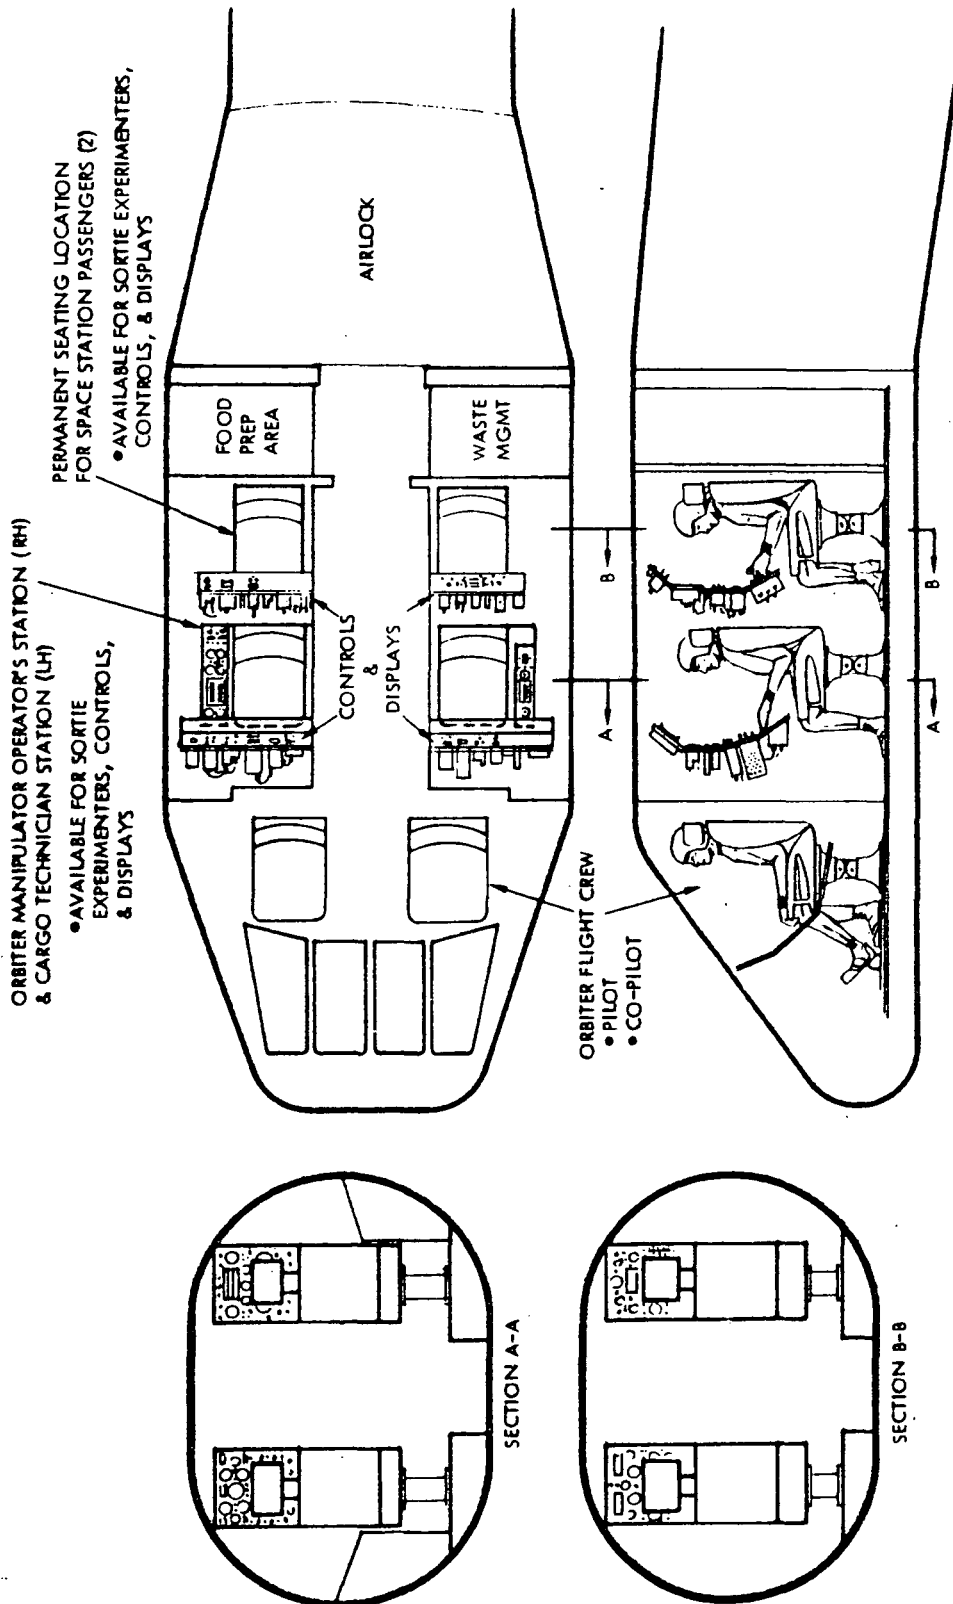 ORBITER MANIPULATOR OPERATOR'S STATION (RH)
& CARGO TECHNICIAN STATION (LH)
•AVAILABLE FOR SORTIE
EXPERIMENTERS, CONTROLS,
& DISPLAYS
PERMANENT SEATING LOCATION
FOR SPACE STATION PASSENGERS (2)
•AVAILABLE FOR SORTIE EXPERIMENTERS,
CONTROLS, & DISPLAYS
FOOD
PREP
AREA
AIRLOCK
CONTROLS
&
DISPLAYS
WASTE
MGMT
ORBITER FLIGHT CREW
•PILOT
•CO-PILOT
A
B
A
B
SECTION A-A
SECTION B-B